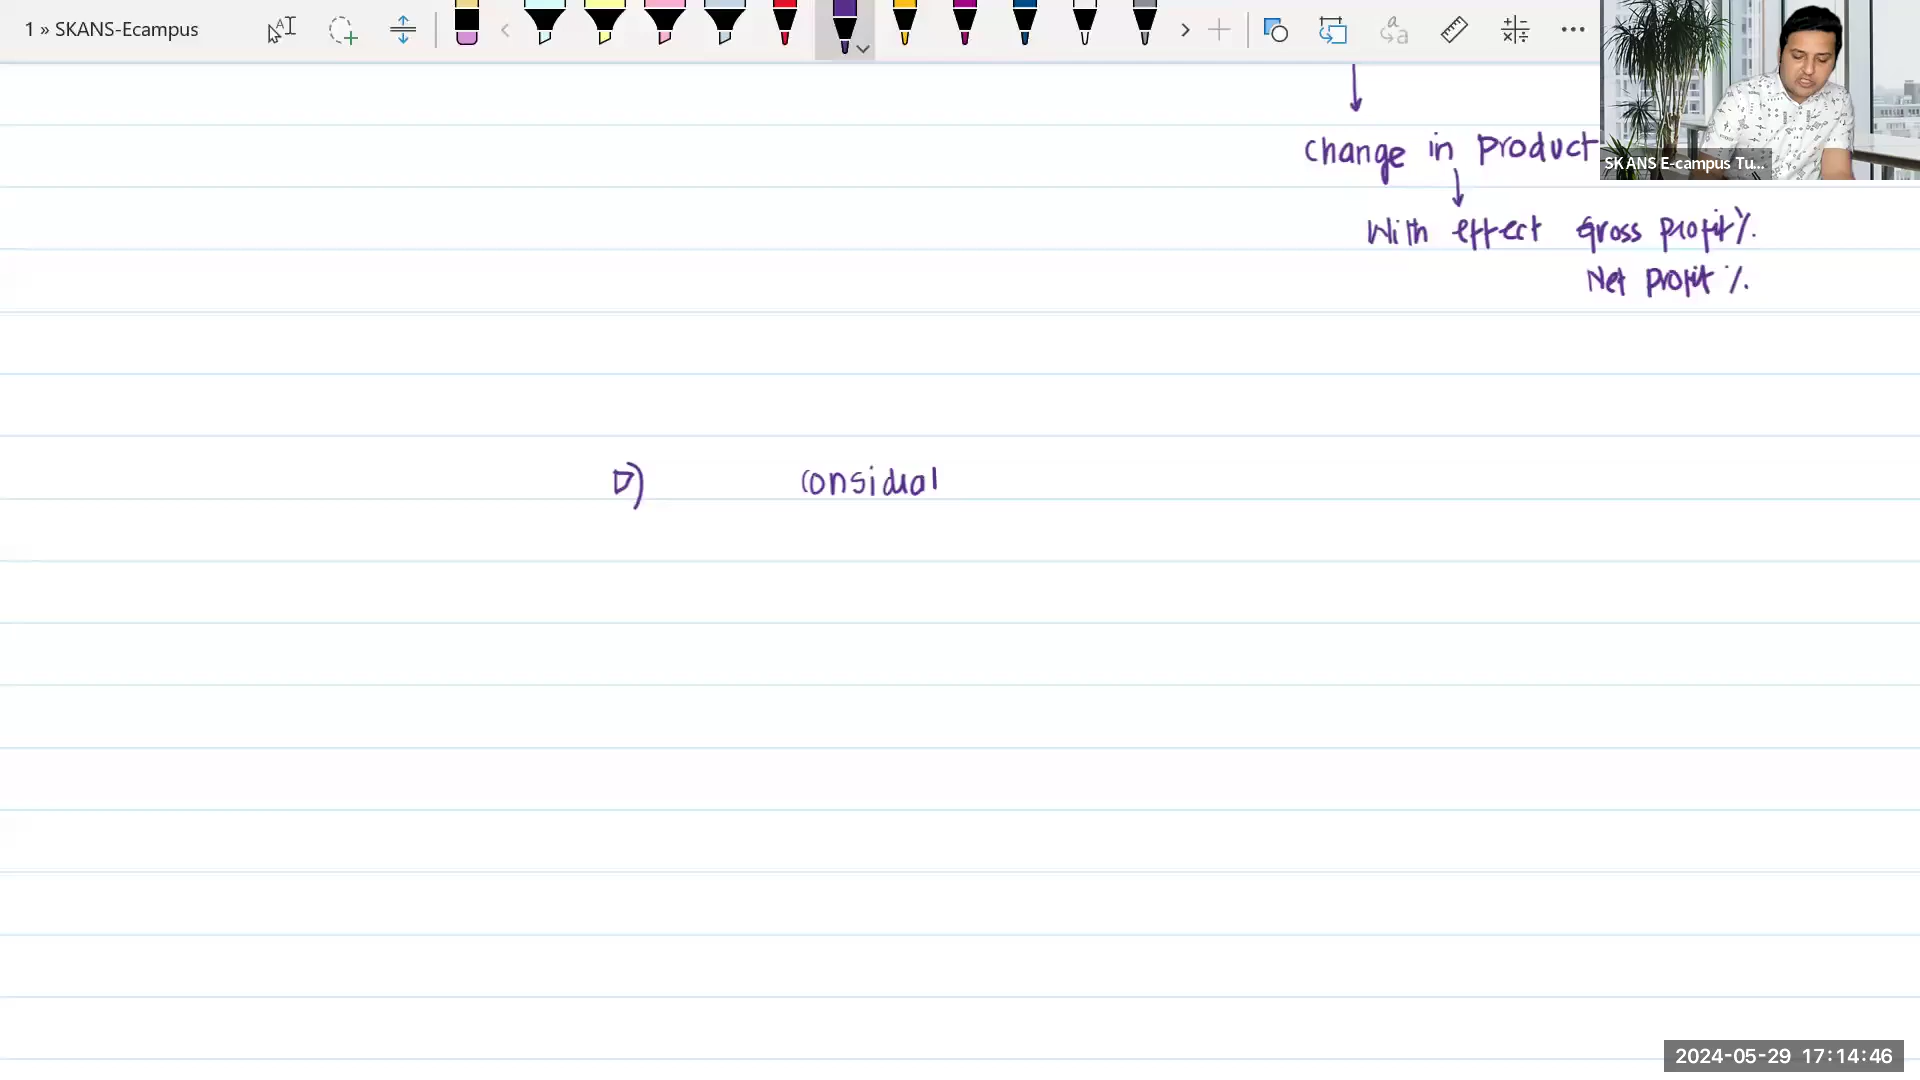 1 » SKANS-Ecampus
change in product
SKANS E-campus Tu...
With effect Gross profit%.
Net profit %.
D) considral
2024-05-29 17:14:46